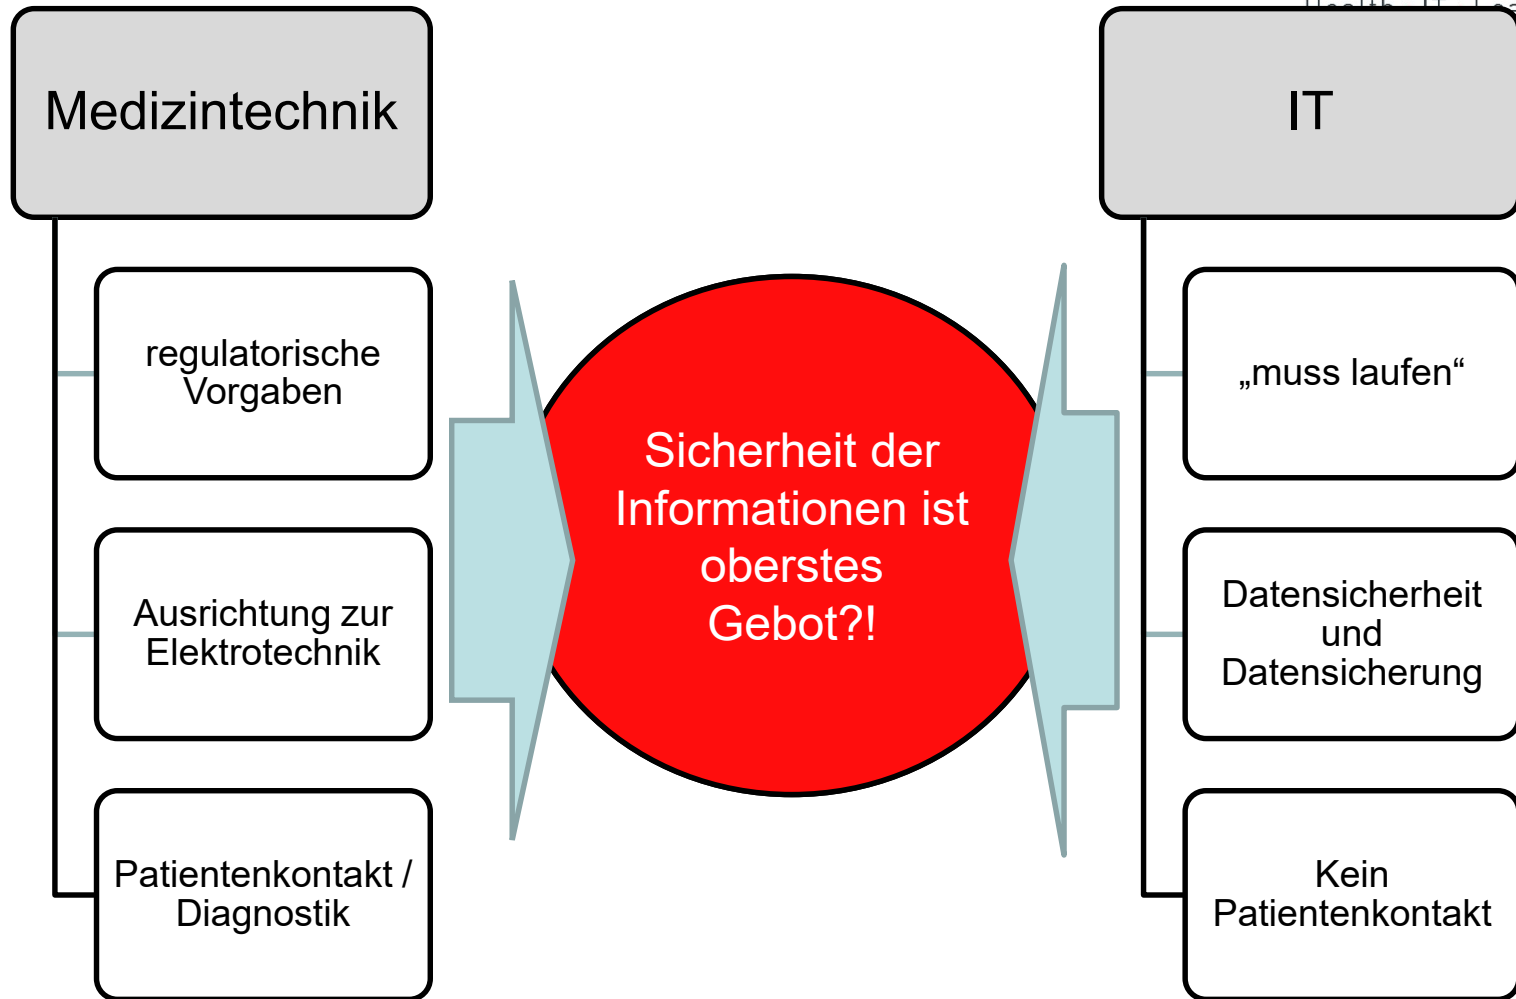 Medizintechnik
regulatorische
Vorgaben
Ausrichtung zur
Elektrotechnik
Patientenkontakt /
Diagnostik
Sicherheit der
Informationen ist
oberstes
Gebot?!
IT
„muss laufen“
Datensicherheit
und
Datensicherung
Kein
Patientenkontakt